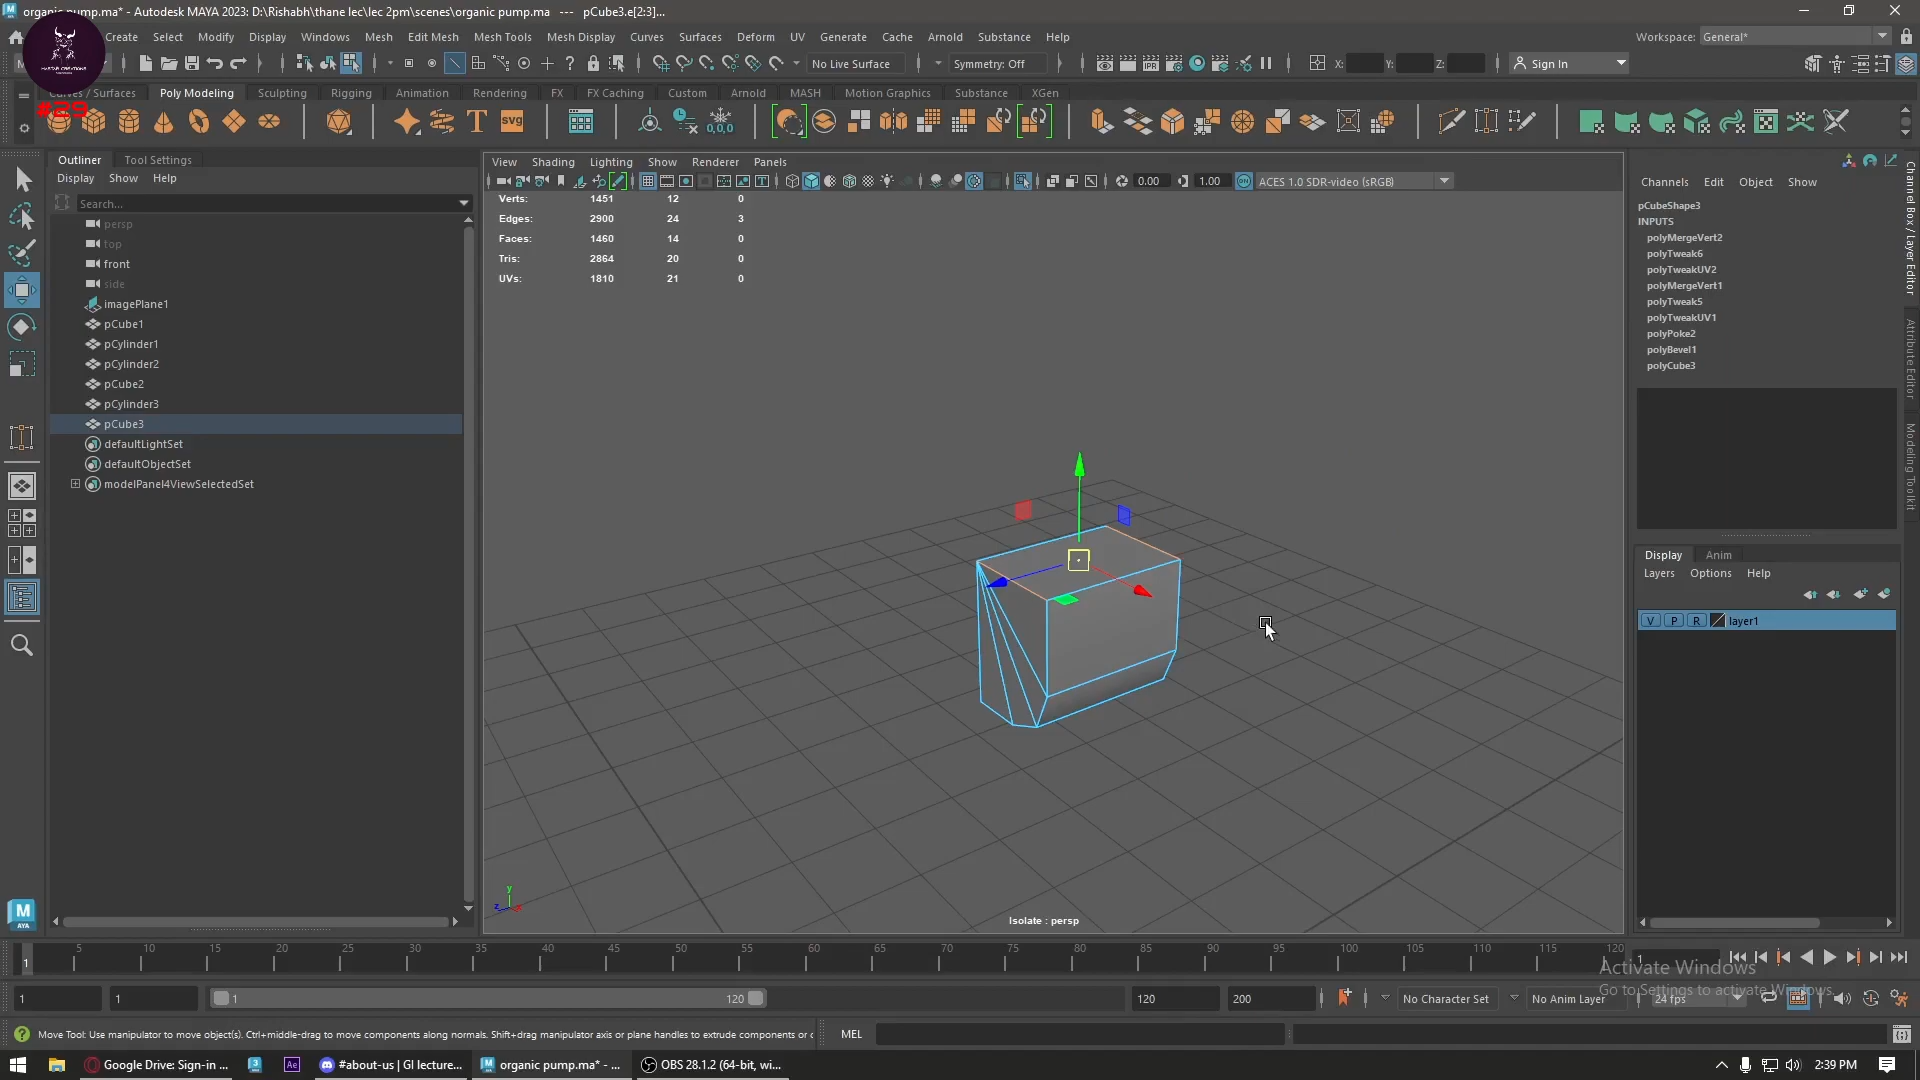 organic pump.ma* - Autodesk MAYA 2023: D:\Rishabh\thane lec\lec 2pm\scenes\organic pump.ma --- pCube3.e[2:3]...
Create Select Modify Display Windows Mesh Edit Mesh Mesh Tools Mesh Display Curves Surfaces Deform UV Generate Cache Arnold Substance Help
Workspace: General*
No Live Surface
Symmetry: Off
X: Y: Z:
Sign In
Curves / Surfaces Poly Modeling Sculpting Rigging Animation Rendering FX FX Caching Custom Arnold MASH Motion Graphics Substance XGen
#29
SVG
0,0,0
IPR
Outliner Tool Settings
Display Show Help
Search...
persp
top
front
side
imagePlane1
pCube1
pCylinder1
pCylinder2
pCube2
pCylinder3
pCube3
defaultLightSet
defaultObjectSet
modelPanel4ViewSelectedSet
View Shading Lighting Show Renderer Panels
0.00 1.00 ACES 1.0 SDR-video (sRGB)
Verts: 1451 12 0
Edges: 2900 24 3
Faces: 1460 14 0
Tris: 2864 20 0
UVs: 1810 21 0
y
z
x
Isolate : persp
Channels Edit Object Show
pCubeShape3
INPUTS
polyMergeVert2
polyTweak6
polyTweakUV2
polyMergeVert1
polyTweak5
polyTweakUV1
polyPoke2
polyBevel1
polyCube3
Channel Box / Layer Editor
Attribute Editor
Modeling Toolkit
Display Anim
Layers Options Help
V P R layer1
M
AYA
5 10 15 20 25 30 35 40 45 50 55 60 65 70 75 80 85 90 95 100 105 110 115 120
1
1
Activate Windows
Go to Settings to activate Windows.
1 1 1 120 120 200 No Character Set No Anim Layer 24 fps
Move Tool: Use manipulator to move object(s). Ctrl+middle-drag to move components along normals. Shift+drag manipulator axis or plane handles to extrude components or c
MEL
Google Drive: Sign-in ...
3
Ae
#about-us | GI lecture...
organic pump.ma* - ...
OBS 28.1.2 (64-bit, wi...
2:39 PM